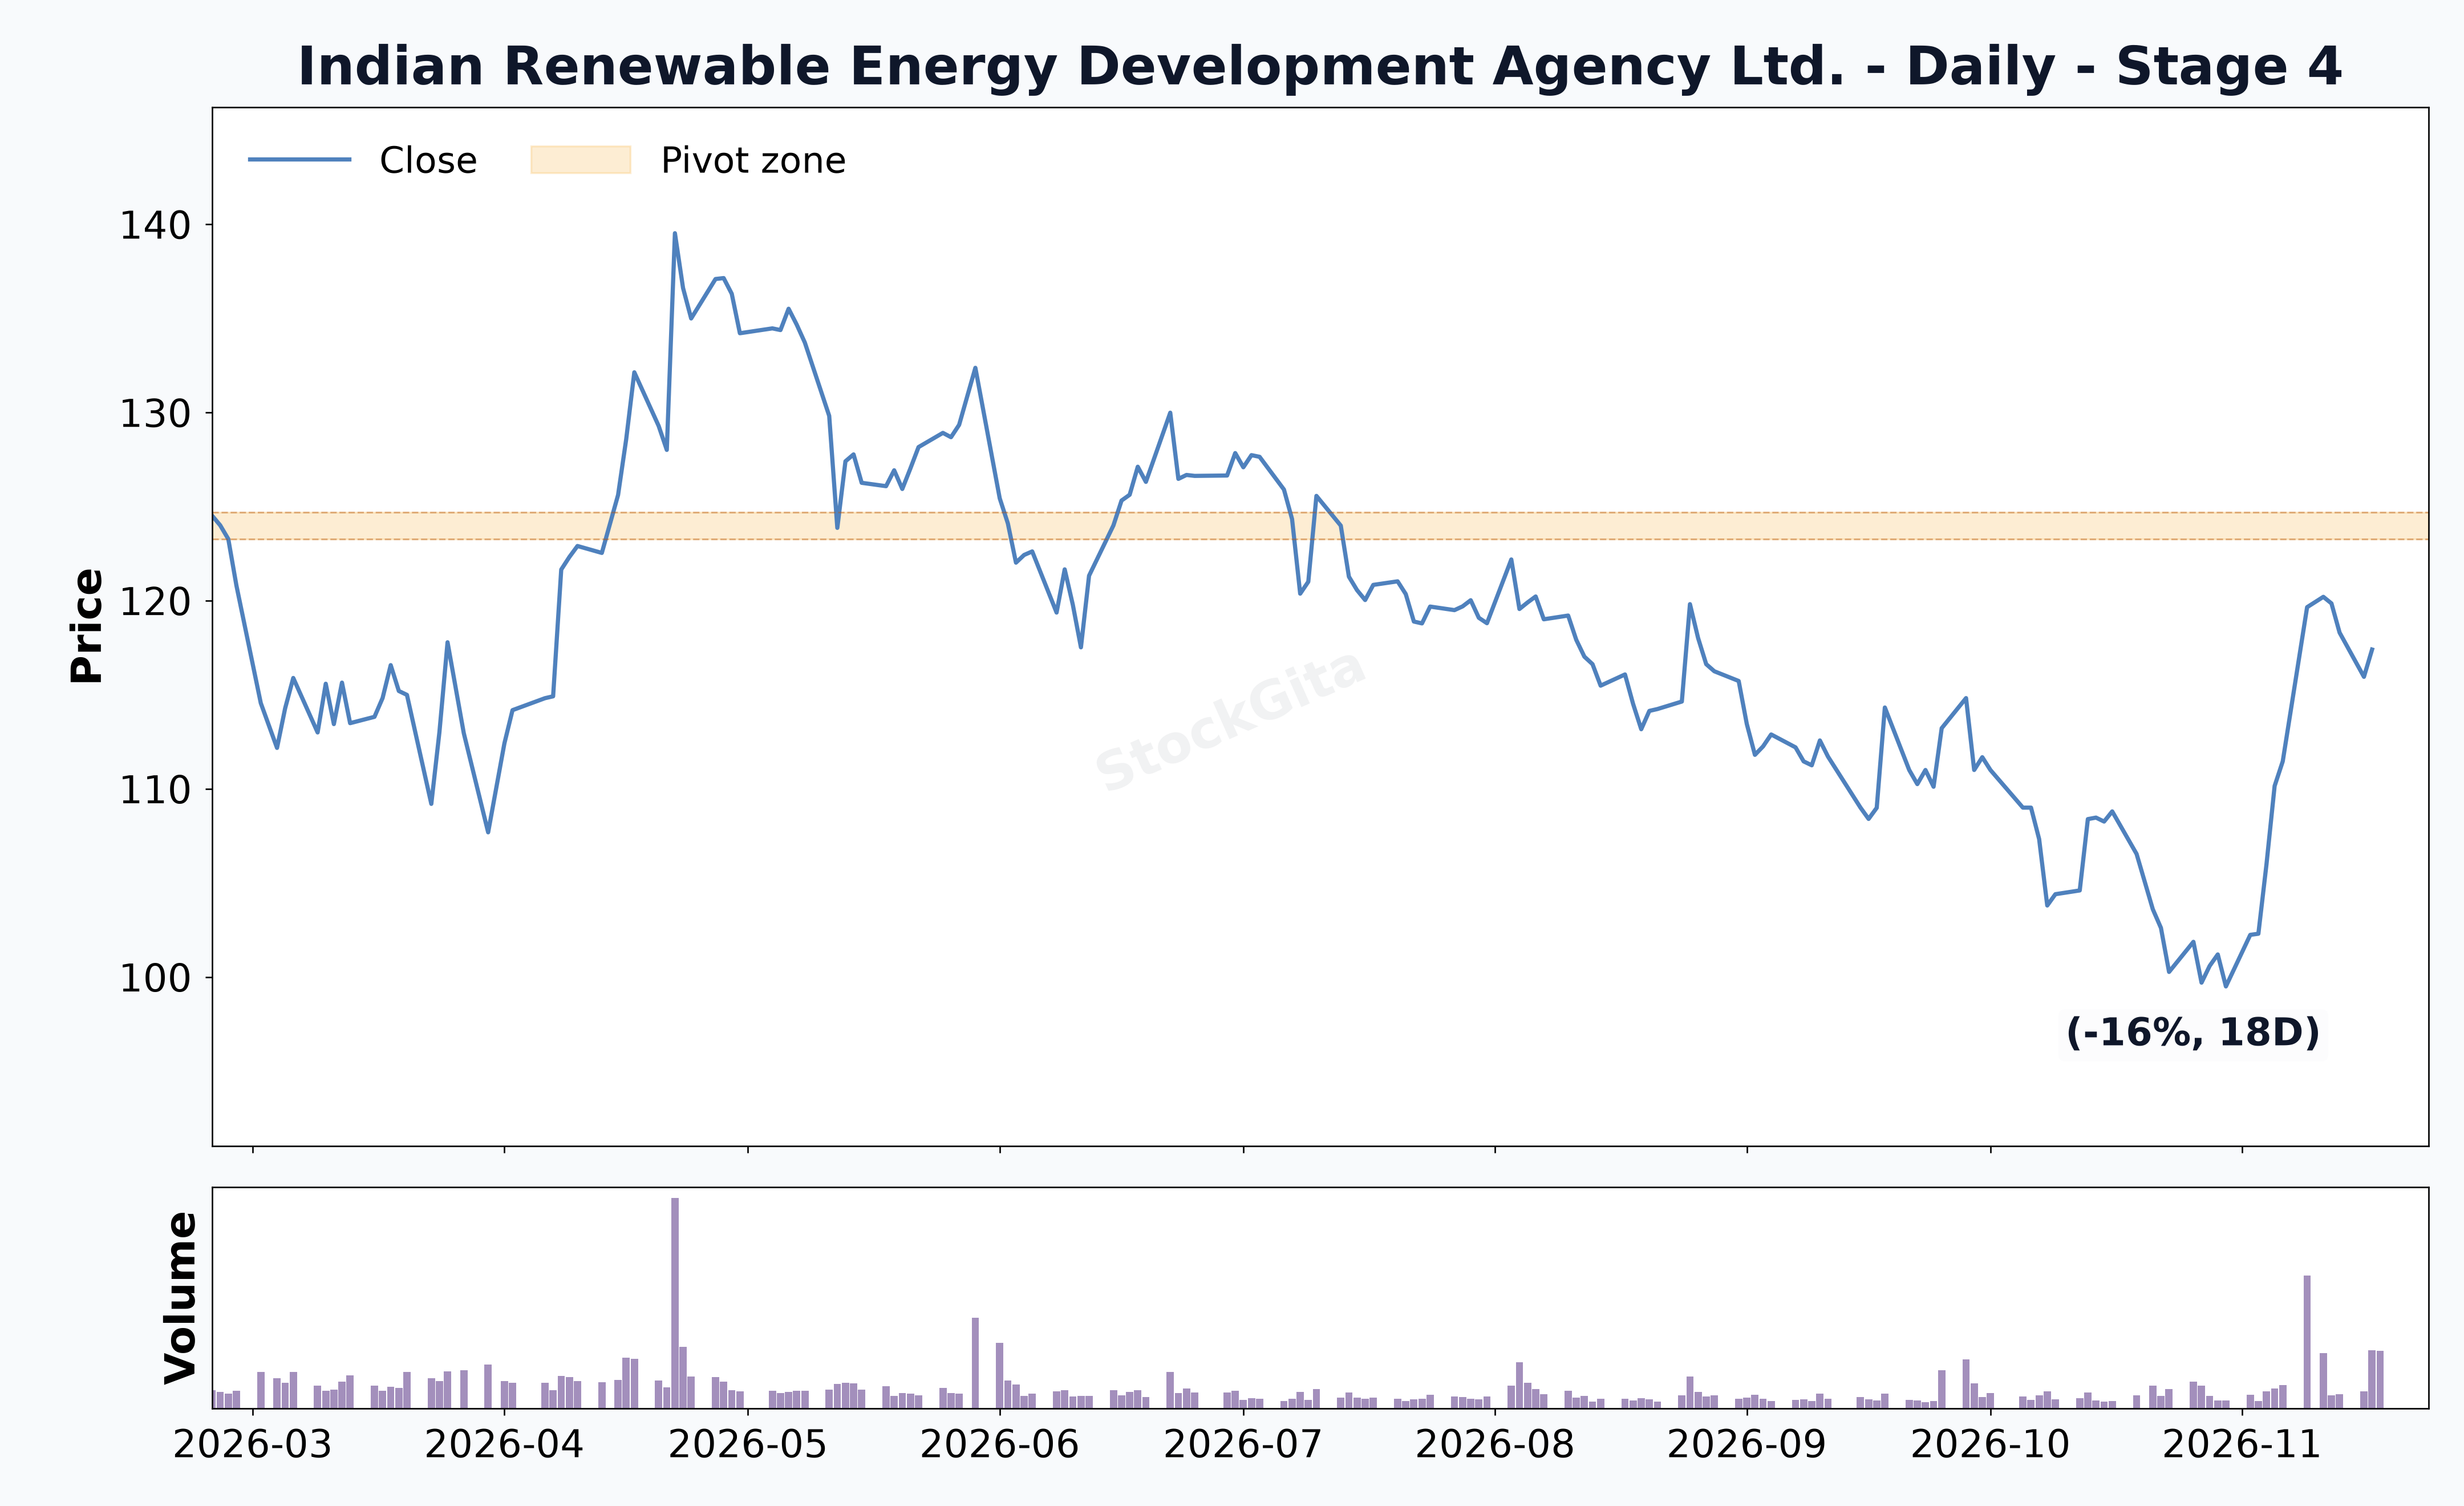 Indian Renewable Energy Development Agency Ltd. - Daily - Stage 4
Close
Pivot zone
Price
140
130
120
110
100
StockGita
(-16%, 18D)
Volume
2026-03
2026-04
2026-05
2026-06
2026-07
2026-08
2026-09
2026-10
2026-11